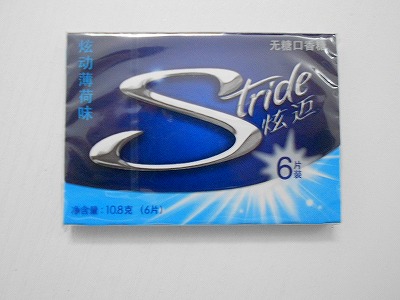 炫动薄荷味
无糖口香糖
Stride
炫迈
6片装
净含量：10.8克（6片）